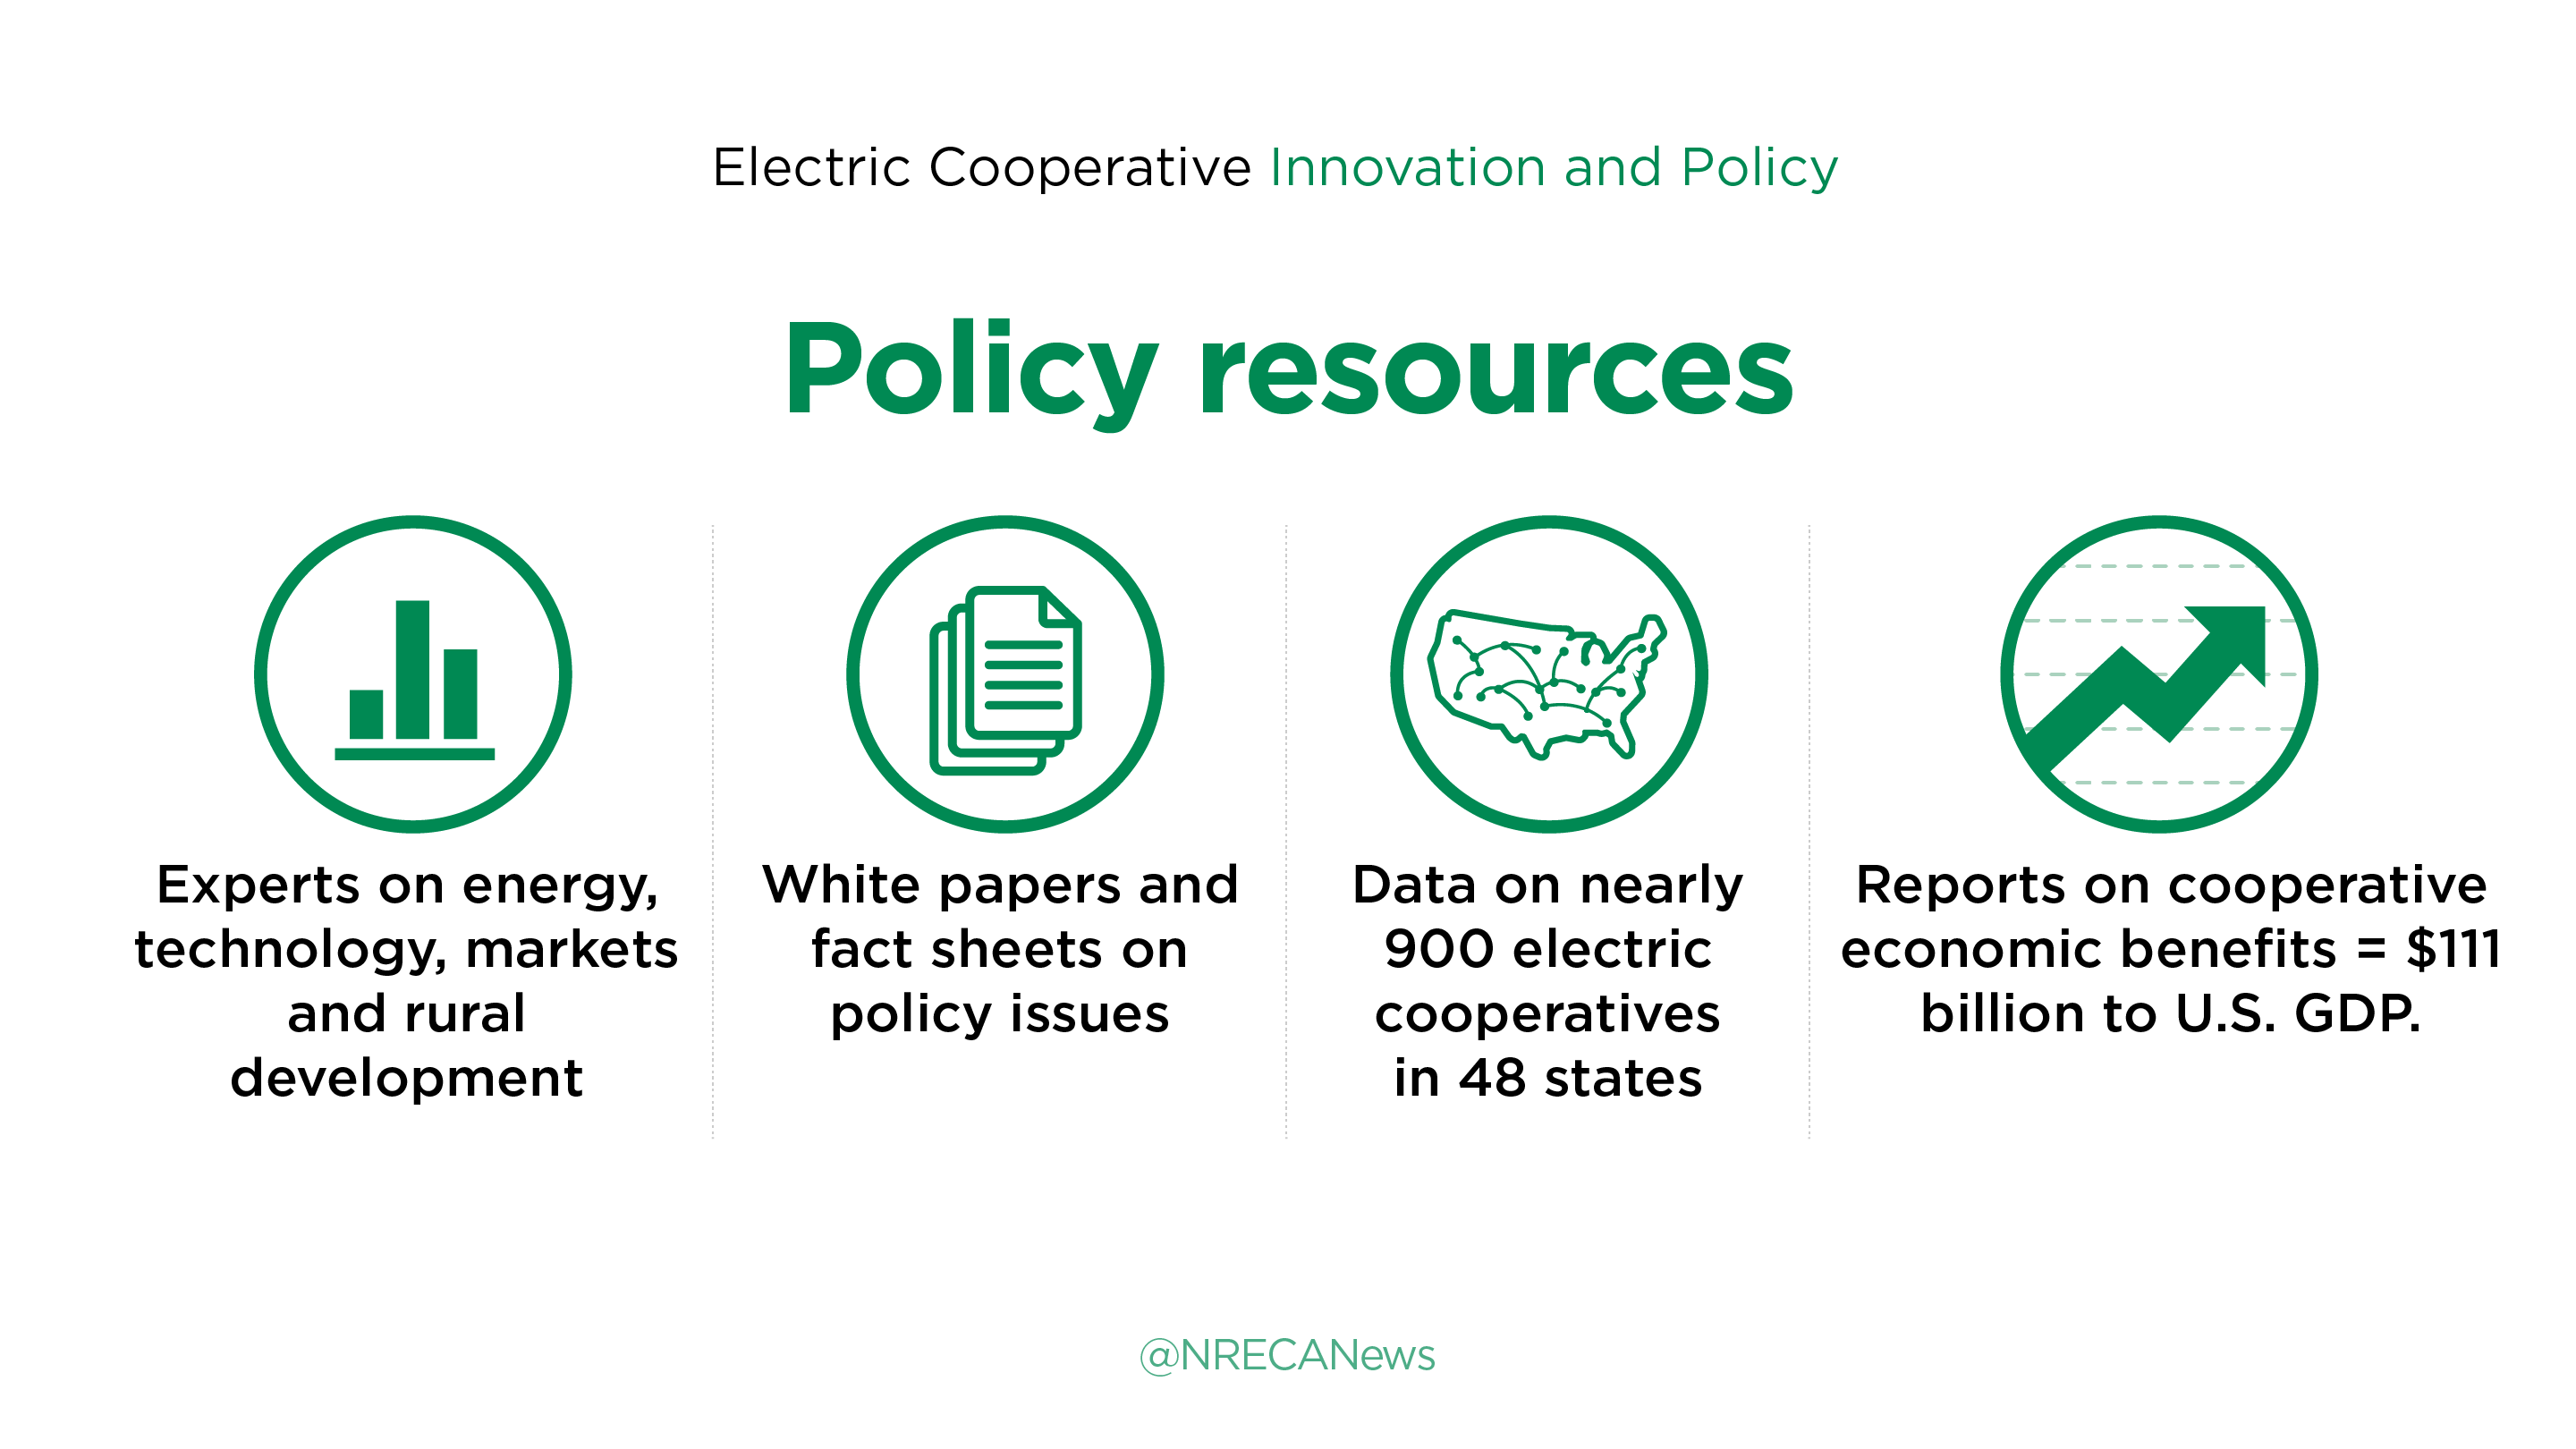 Electric Cooperative Innovation and Policy
Policy resources
Experts on energy,
technology, markets
and rural
development
White papers and
fact sheets on
policy issues
Data on nearly
900 electric
cooperatives
in 48 states
Reports on cooperative
economic benefits = $111
billion to U.S. GDP.
@NRECANews